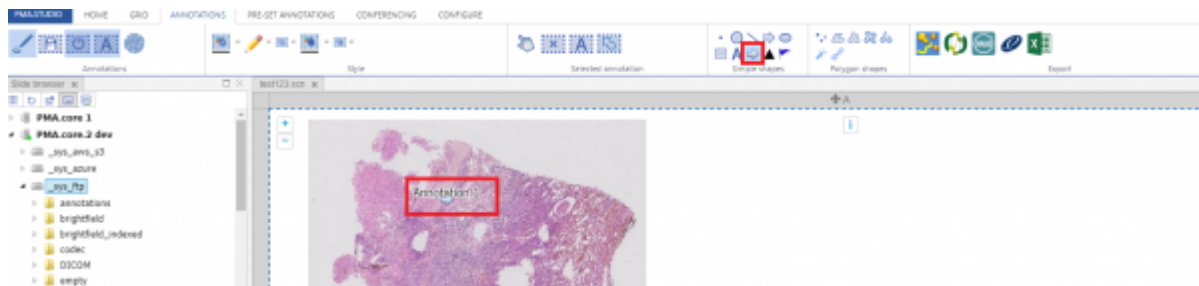 PMA.STUDIO HOME GRID ANNOTATIONS PRE-SET ANNOTATIONS CONFERENCING CONFIGURE
Annotations Style Selected annotation Simple shapes Polygon shapes Export
Slide browser x test123.scn x
A
PMA.core 1
PMA.core.2 dev
_sys_aws_s3
_sys_azure
_sys_ftp
annotations
brightfield
brightfield_indexed
codec
DICOM
empty
Annotation 1